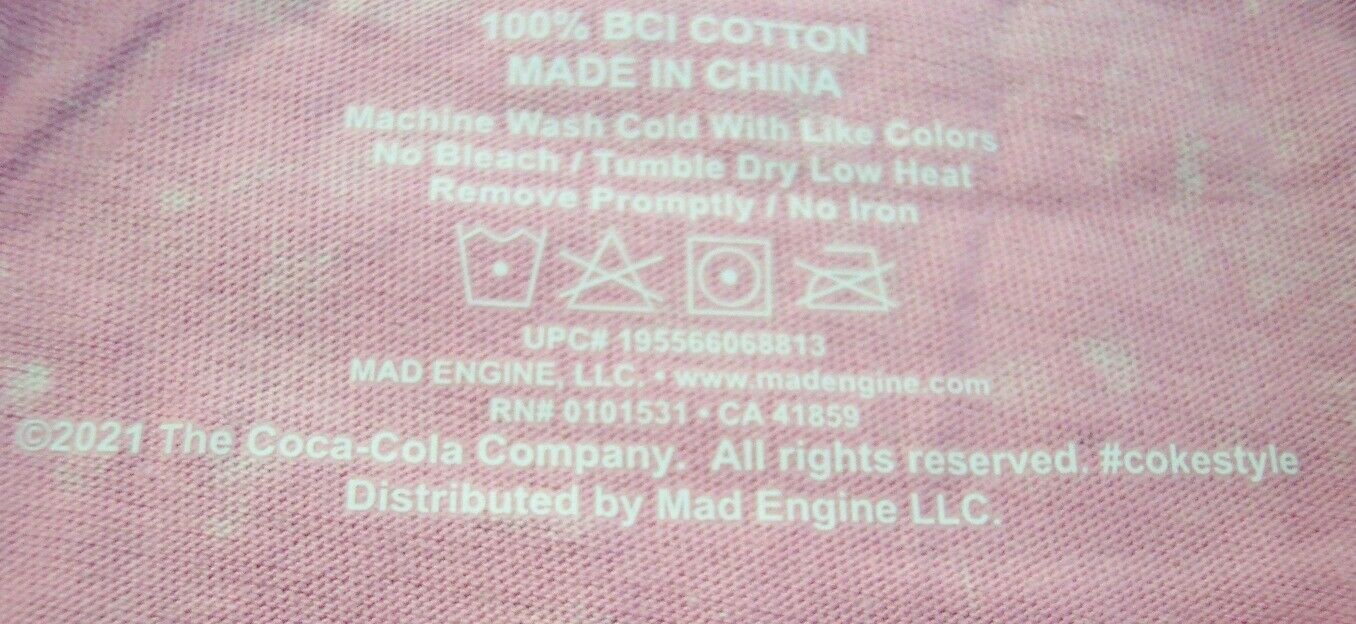 100% BCI COTTON
MADE IN CHINA
Machine Wash Cold With Like Colors
No Bleach / Tumble Dry Low Heat
Remove Promptly / No Iron
UPC# 195566068813
MAD ENGINE, LLC. • www.madengine.com
RN# 0101531 • CA 41859
©2021 The Coca-Cola Company. All rights reserved. #cokestyle
Distributed by Mad Engine LLC.